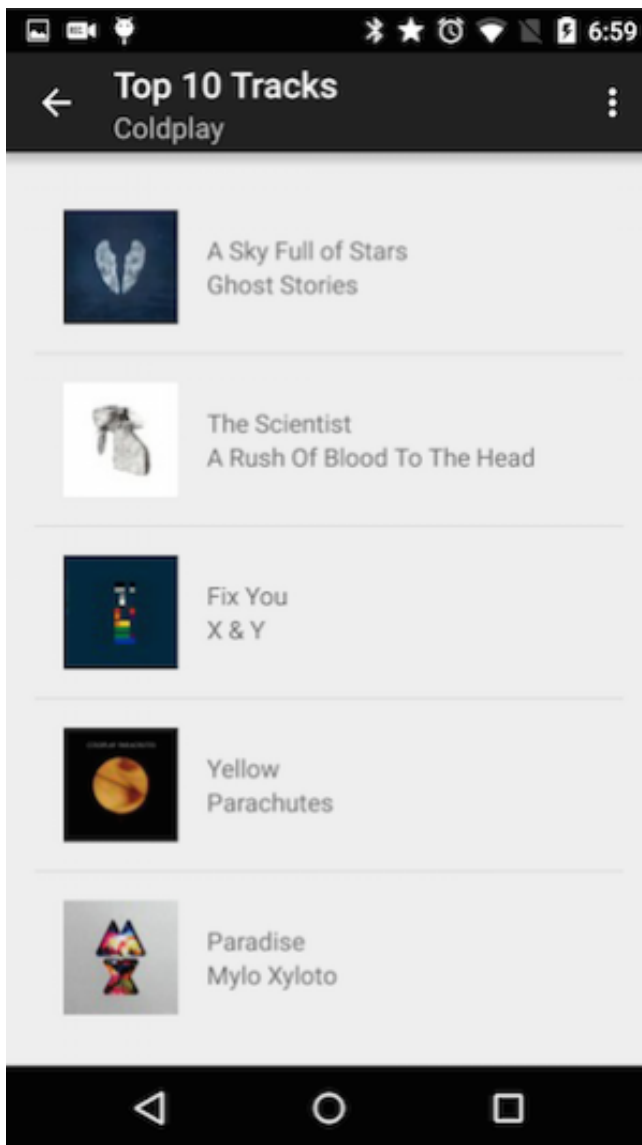 6:59
Top 10 Tracks
Coldplay
A Sky Full of Stars
Ghost Stories
The Scientist
A Rush Of Blood To The Head
Fix You
X & Y
Yellow
Parachutes
Paradise
Mylo Xyloto